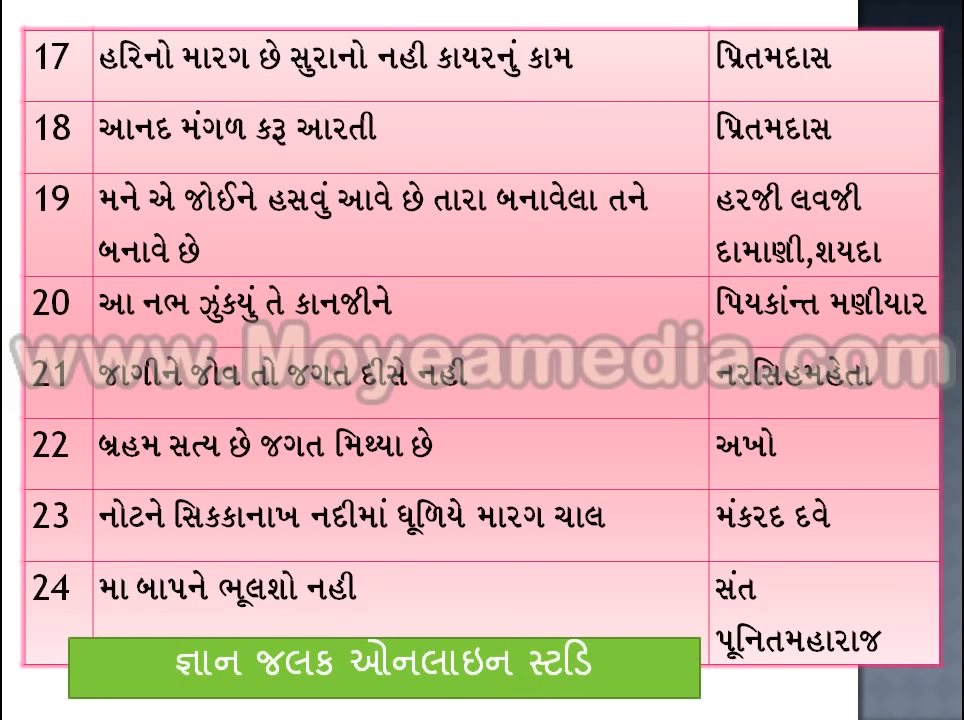 17 હરિનો મારગ છે સુરાનો નહી કાયરનું કામ પ્રિતમદાસ
18 આનદ મંગળ કરૂ આરતી પ્રિતમદાસ
19 મને એ જોઈને હસવું આવે છે તારા બનાવેલા તને હરજી લવજી
બનાવે છે દામાણી,શયદા
20 આ નભ ઝુંકયું તે કાનજીને પિયકાંન્ત મણીયાર
www.Moyeamedia.com
21 જાગીને જોવ તો જગત દીસે નહી નરસિહમહેતા
22 બ્રહમ સત્ય છે જગત મિથ્યા છે અખો
23 નોટને સિકકાનાખ નદીમાં ધૂળિયે મારગ ચાલ મંકરદ દવે
24 મા બાપને ભૂલશો નહી સંત
પૂનિતમહારાજ
જ્ઞાન જલક ઓનલાઇન સ્ટડિ